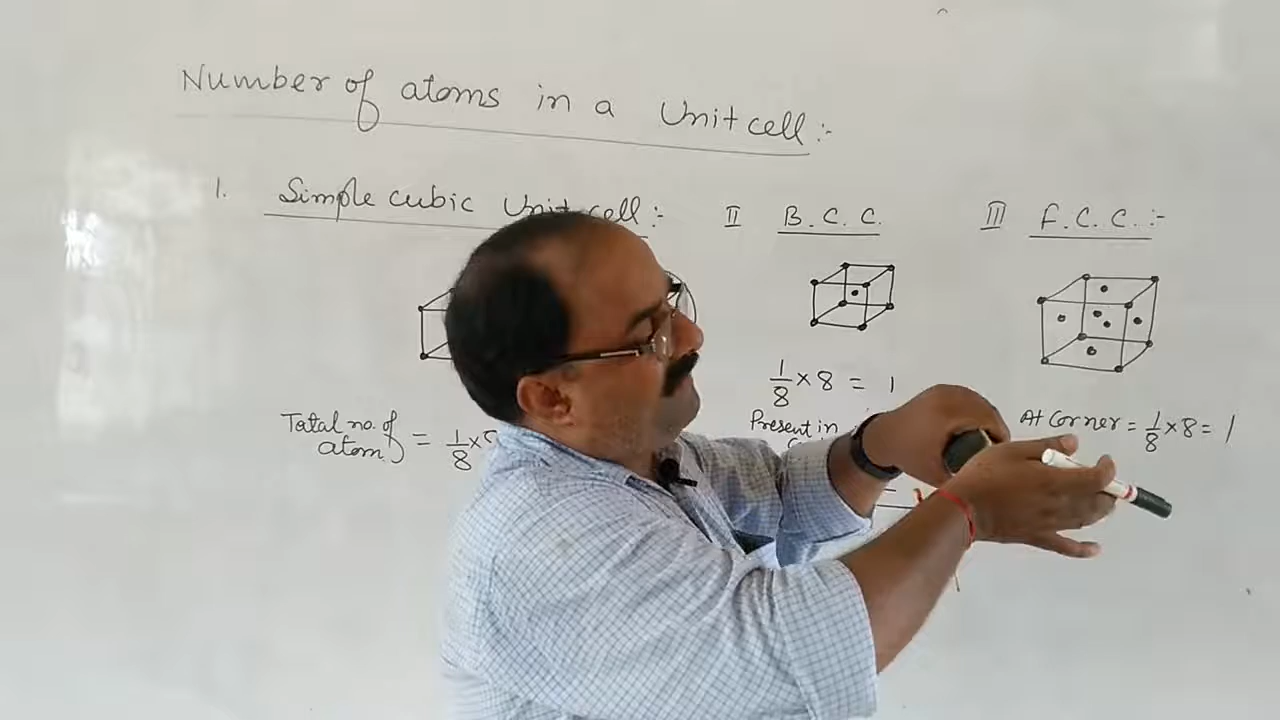 Number of atoms in a Unit cell :-
1. Simple cubic Unit cell :-
II B. C. C.
III F. C. C. :-
1/8 × 8 = 1
Present in
Total no. of
atom } = 1/8 ×
At Corner = 1/8 × 8 = 1
=